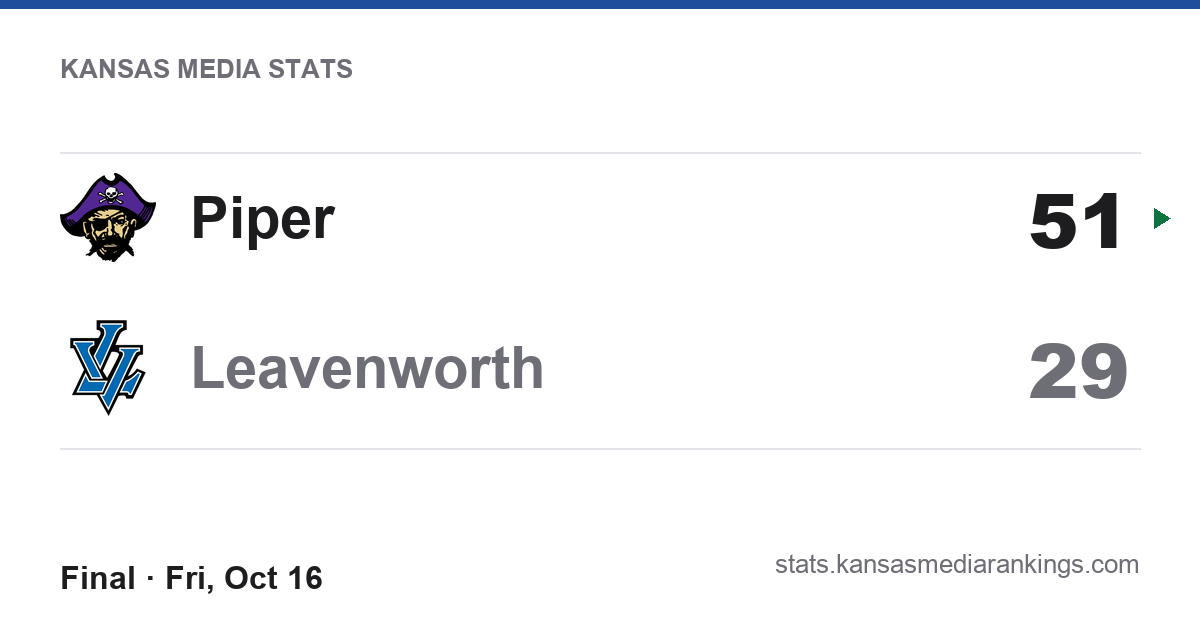 KANSAS MEDIA STATS
Piper 51
Leavenworth 29
Final · Fri, Oct 16
stats.kansasmediarankings.com